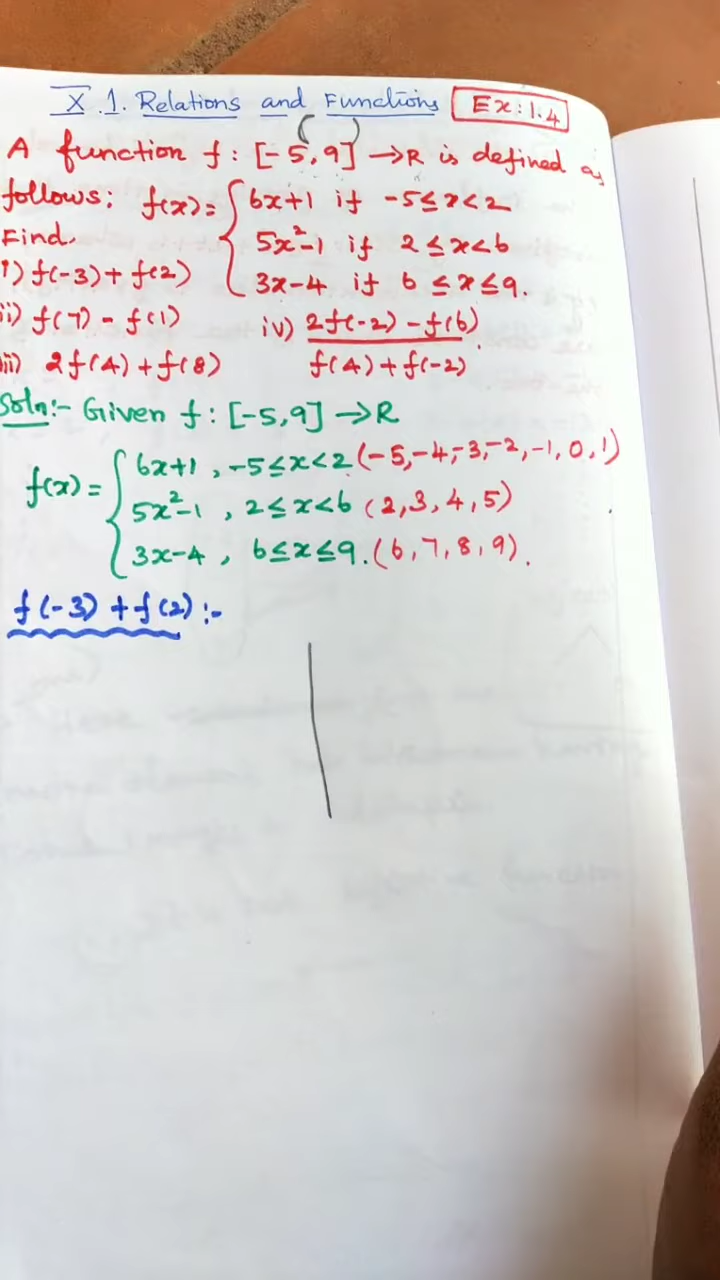 X 1. Relations and Functions Ex: 1.4
A function f : [-5, 9] → R is defined as
follows: f(x) = { 6x+1 if -5 ≤ x < 2
Find. 5x²-1 if 2 ≤ x < 6
i) f(-3) + f(2) 3x-4 if 6 ≤ x ≤ 9.
ii) f(7) - f(1) iv) 2f(-2) - f(6)
iii) 2f(4) + f(8) f(4) + f(-2).
Soln:- Given f : [-5,9] → R
f(x) = { 6x+1 , -5 ≤ x < 2 (-5,-4,-3,-2,-1,0,1)
5x²-1 , 2 ≤ x < 6 (2,3,4,5)
3x-4 , 6 ≤ x ≤ 9. (6,7,8,9).
f(-3) + f(2) :-